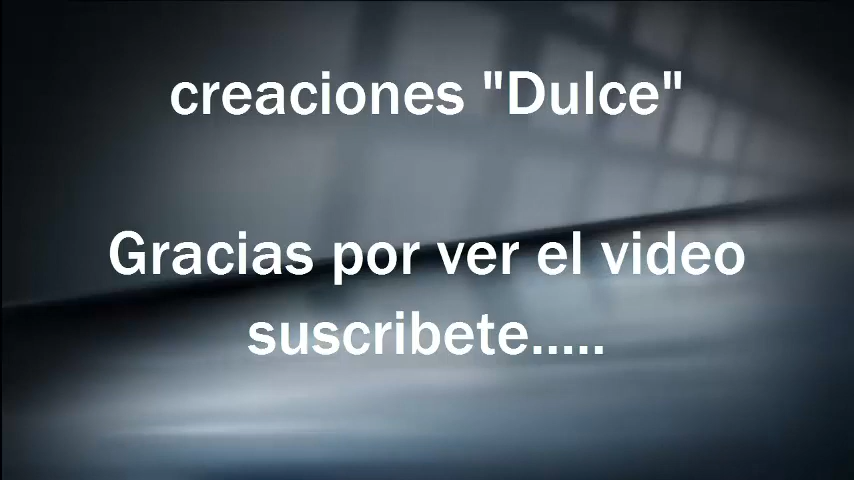 creaciones "Dulce"
Gracias por ver el video
suscribete.....